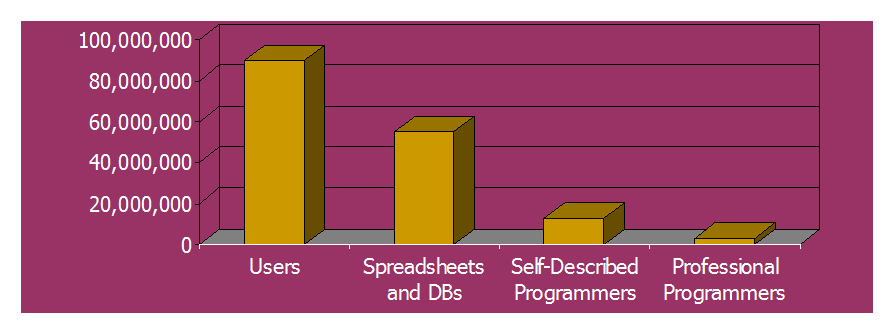 100,000,000
80,000,000
60,000,000
40,000,000
20,000,000
0
Users
Spreadsheets
and DBs
Self-Described
Programmers
Professional
Programmers